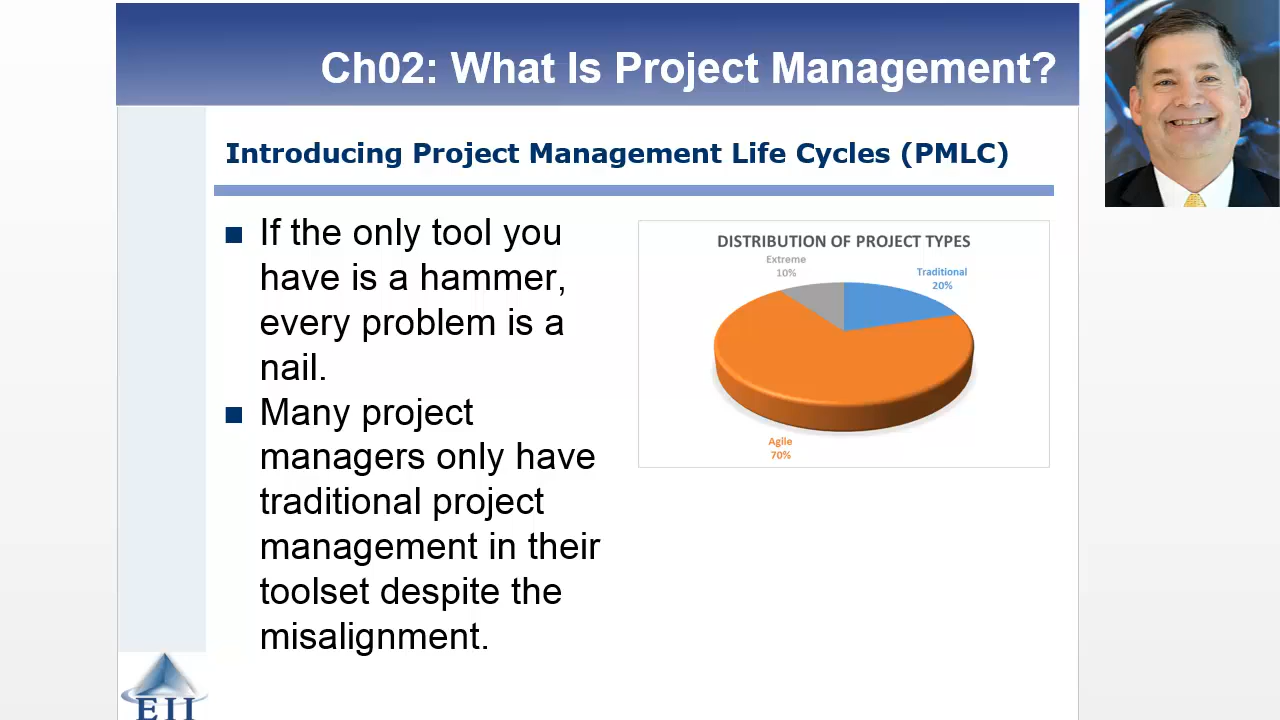 Ch02: What Is Project Management?
Introducing Project Management Life Cycles (PMLC)
If the only tool you
have is a hammer,
every problem is a
nail.
Many project
managers only have
traditional project
management in their
toolset despite the
misalignment.
DISTRIBUTION OF PROJECT TYPES
Extreme
10%
Traditional
20%
Agile
70%
EII